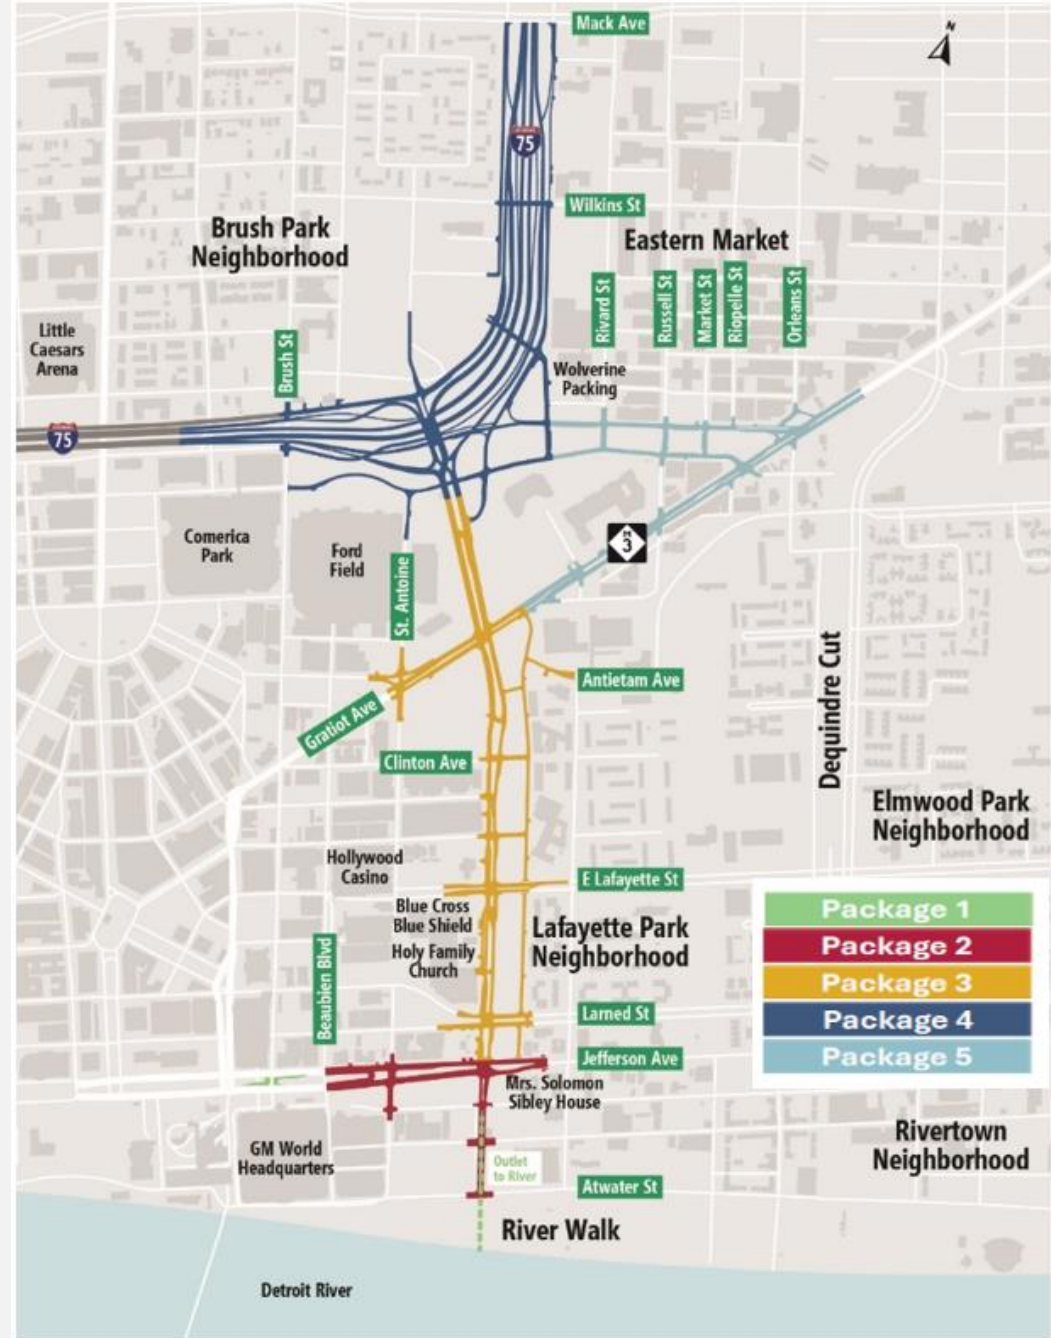 Mack Ave
N
75
Wilkins St
Brush Park
Neighborhood
Eastern Market
Rivard St
Russell St
Market St
Riopelle St
Orleans St
Little
Caesars
Arena
Brush St
Wolverine
Packing
75
Comerica
Park
Ford
Field
M
3
St. Antoine
Antietam Ave
Gratiot Ave
Dequindre Cut
Clinton Ave
Elmwood Park
Neighborhood
Hollywood
Casino
E Lafayette St
Blue Cross
Blue Shield
Lafayette Park
Neighborhood
Holy Family
Church
Beaubien Blvd
Package 1
Package 2
Package 3
Package 4
Package 5
Larned St
Jefferson Ave
Mrs. Solomon
Sibley House
GM World
Headquarters
Rivertown
Neighborhood
Outlet
to River
Atwater St
River Walk
Detroit River